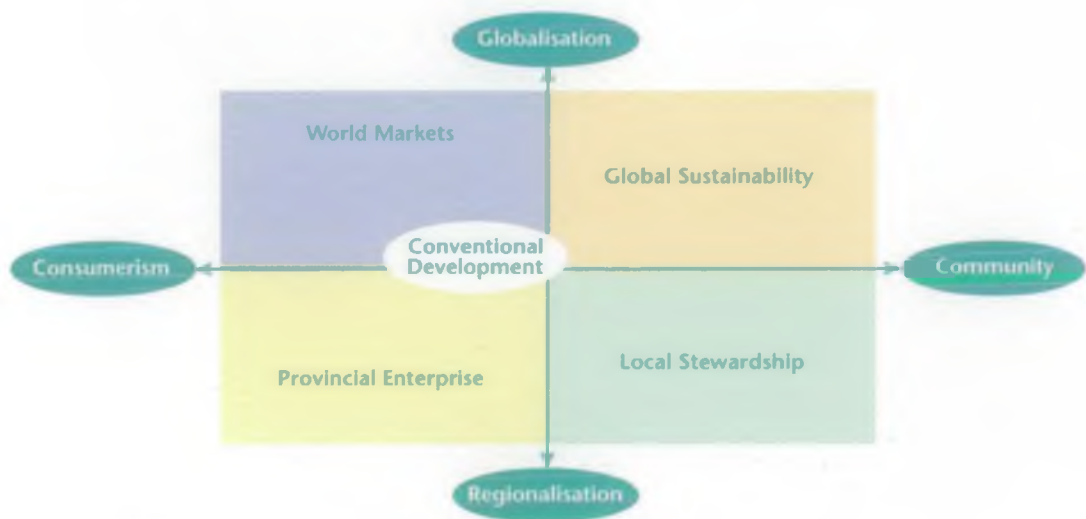 Globalisation
World Markets
Global Sustainability
Conventional
Development
Consumerism
Community
Local Stewardship
Provincial Enterprise
Regionalisation